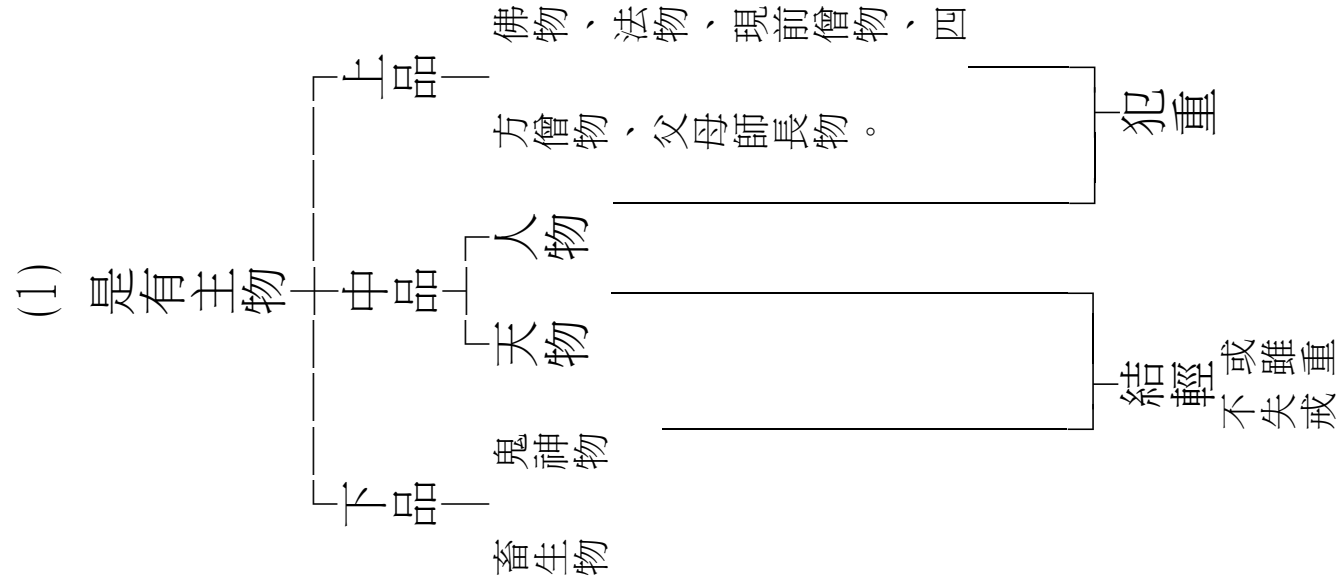 (1) 是有主物
上品
佛物、法物、現前僧物、四
方僧物、父母師長物。
中品
人物
天物
下品
鬼神物
畜生物
犯重
結輕
或雖重
不失戒